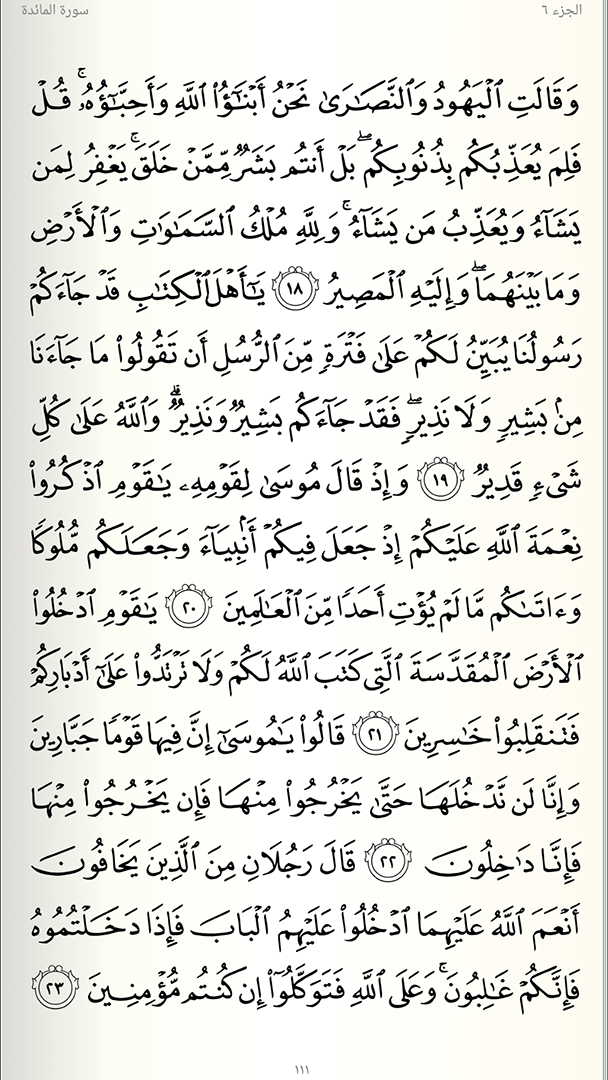 الجزء ٦
سورة المائدة
وَقَالَتِ ٱلْيَهُودُ وَٱلنَّصَـٰرَىٰ نَحْنُ أَبْنَـٰٓؤُا۟ ٱللَّهِ وَأَحِبَّـٰٓؤُهُۥ ۚ قُلْ
فَلِمَ يُعَذِّبُكُم بِذُنُوبِكُم ۖ بَلْ أَنتُم بَشَرٌ مِّمَّنْ خَلَقَ ۚ يَغْفِرُ لِمَن
يَشَآءُ وَيُعَذِّبُ مَن يَشَآءُ ۚ وَلِلَّهِ مُلْكُ ٱلسَّمَـٰوَٰتِ وَٱلْأَرْضِ
وَمَا بَيْنَهُمَا ۖ وَإِلَيْهِ ٱلْمَصِيرُ ١٨ يَـٰٓأَهْلَ ٱلْكِتَـٰبِ قَدْ جَآءَكُمْ
رَسُولُنَا يُبَيِّنُ لَكُمْ عَلَىٰ فَتْرَةٍ مِّنَ ٱلرُّسُلِ أَن تَقُولُوا۟ مَا جَآءَنَا
مِنۢ بَشِيرٍ وَلَا نَذِيرٍ ۖ فَقَدْ جَآءَكُم بَشِيرٌ وَنَذِيرٌ ۗ وَٱللَّهُ عَلَىٰ كُلِّ
شَىْءٍ قَدِيرٌ ١٩ وَإِذْ قَالَ مُوسَىٰ لِقَوْمِهِۦ يَـٰقَوْمِ ٱذْكُرُوا۟
نِعْمَةَ ٱللَّهِ عَلَيْكُمْ إِذْ جَعَلَ فِيكُمْ أَنۢبِيَآءَ وَجَعَلَكُم مُّلُوكًا
وَءَاتَىٰكُم مَّا لَمْ يُؤْتِ أَحَدًا مِّنَ ٱلْعَـٰلَمِينَ ٢٠ يَـٰقَوْمِ ٱدْخُلُوا۟
ٱلْأَرْضَ ٱلْمُقَدَّسَةَ ٱلَّتِى كَتَبَ ٱللَّهُ لَكُمْ وَلَا تَرْتَدُّوا۟ عَلَىٰٓ أَدْبَارِكُمْ
فَتَنقَلِبُوا۟ خَـٰسِرِينَ ٢١ قَالُوا۟ يَـٰمُوسَىٰٓ إِنَّ فِيهَا قَوْمًا جَبَّارِينَ
وَإِنَّا لَن نَّدْخُلَهَا حَتَّىٰ يَخْرُجُوا۟ مِنْهَا فَإِن يَخْرُجُوا۟ مِنْهَا
فَإِنَّا دَٰخِلُونَ ٢٢ قَالَ رَجُلَانِ مِنَ ٱلَّذِينَ يَخَافُونَ
أَنْعَمَ ٱللَّهُ عَلَيْهِمَا ٱدْخُلُوا۟ عَلَيْهِمُ ٱلْبَابَ فَإِذَا دَخَلْتُمُوهُ
فَإِنَّكُمْ غَـٰلِبُونَ ۚ وَعَلَى ٱللَّهِ فَتَوَكَّلُوٓا۟ إِن كُنتُم مُّؤْمِنِينَ ٢٣
١١١